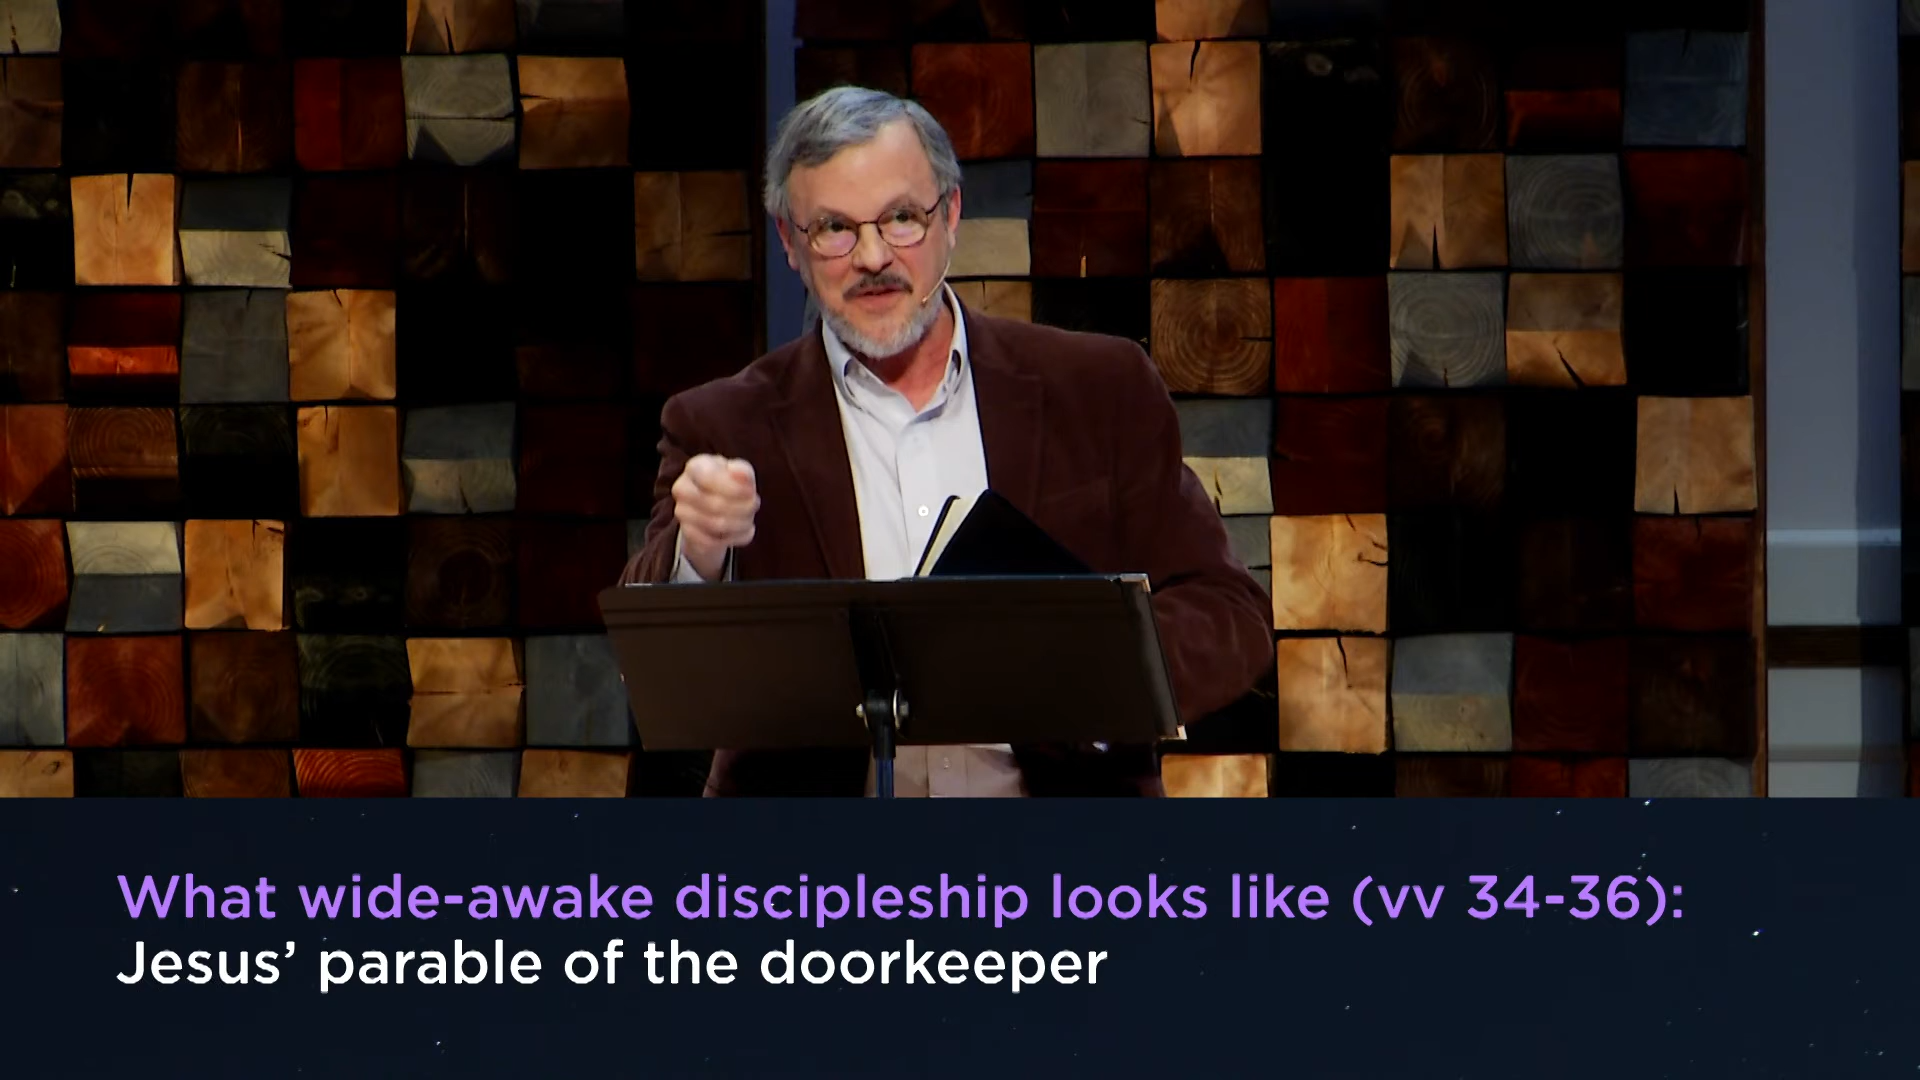 What wide-awake discipleship looks like (vv 34-36):
Jesus’ parable of the doorkeeper